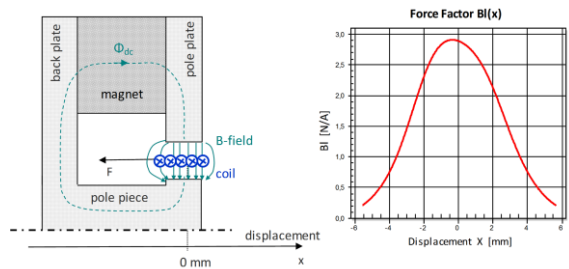 back plate
Φdc
pole plate
magnet
B-field
coil
F
pole piece
displacement
0 mm
x
Force Factor Bl(x)
Bl [N/A]
3,0
2,5
2,0
1,5
1,0
0,5
0,0
-6 -4 -2 0 2 4 6
Displacement X [mm]